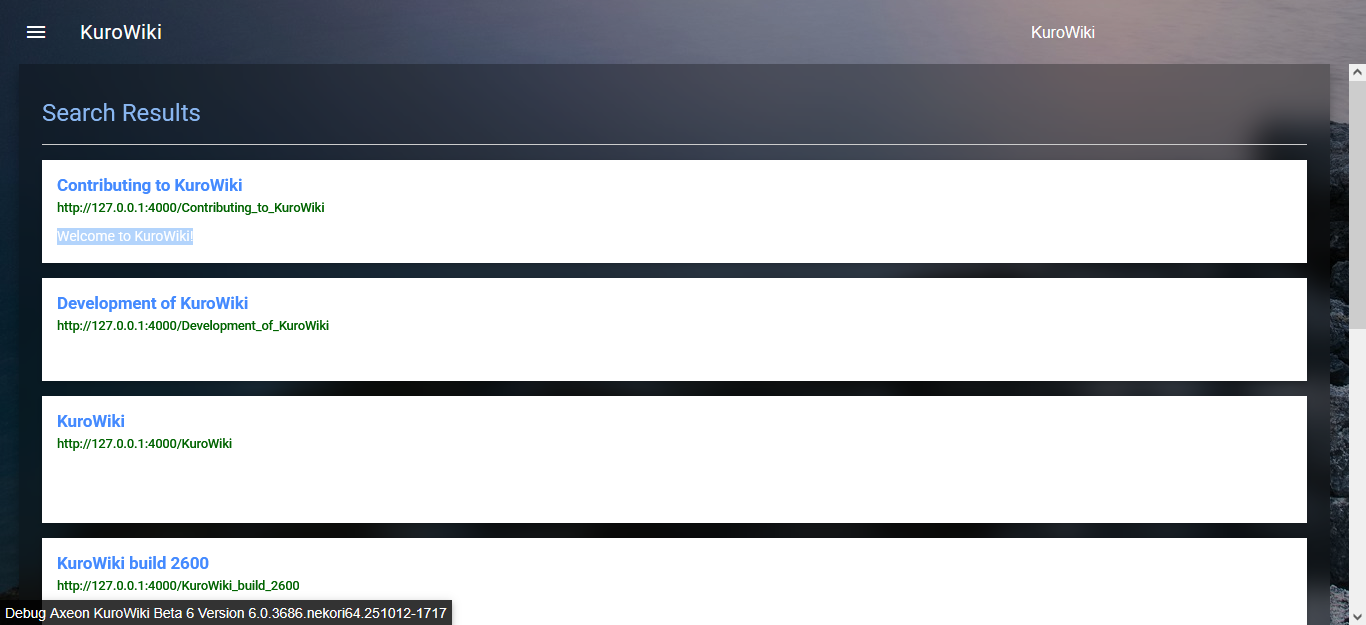 KuroWiki
KuroWiki
Search Results
Contributing to KuroWiki
http://127.0.0.1:4000/Contributing_to_KuroWiki
Welcome to KuroWiki!
Development of KuroWiki
http://127.0.0.1:4000/Development_of_KuroWiki
KuroWiki
http://127.0.0.1:4000/KuroWiki
KuroWiki build 2600
http://127.0.0.1:4000/KuroWiki_build_2600
Debug Axeon KuroWiki Beta 6 Version 6.0.3686.nekori64.251012-1717